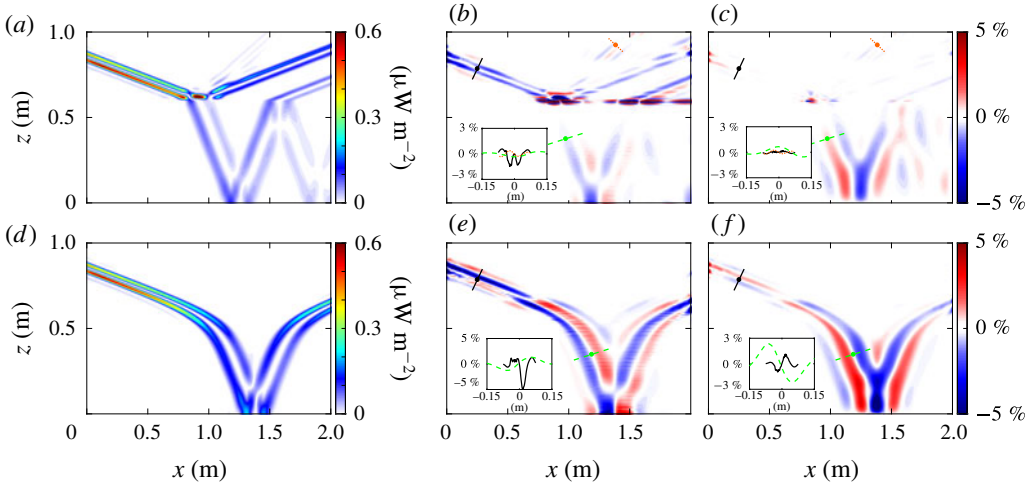 (a) (b) (c)
1.0 0.6 5 %
z (m) 0.5 0.3 (μW m−2) 0 %
3 % 0 % −3 % 3 % 0 % −3 %
−0.15 0 0.15 −0.15 0 0.15
(m) (m)
0 0 −5 %
(d) (e) (f)
1.0 0.6 5 %
z (m) 0.5 0.3 (μW m−2) 0 %
5 % 0 % −5 % 3 % 0 % −3 %
−0.15 0 0.15 −0.15 0 0.15
(m) (m)
0 −5 %
0 0.5 1.0 1.5 2.0 0 0.5 1.0 1.5 0 0.5 1.0 1.5 2.0
x (m) x (m) x (m)